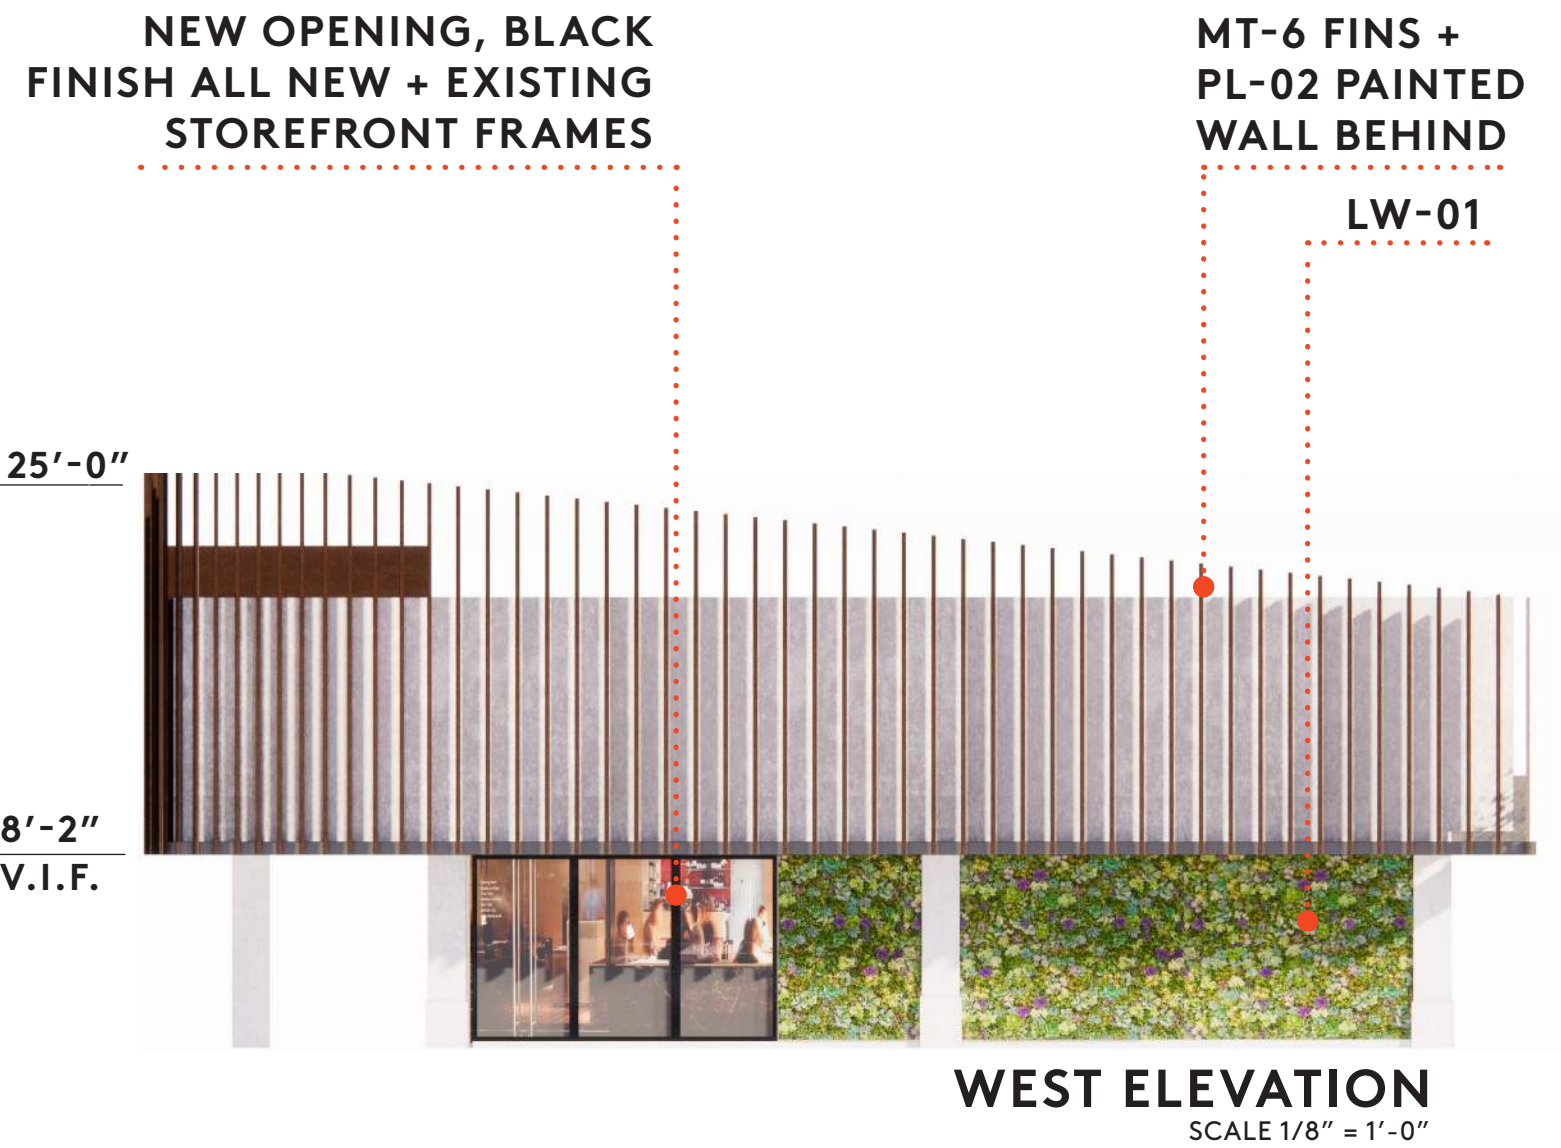 NEW OPENING, BLACK
FINISH ALL NEW + EXISTING
STOREFRONT FRAMES
MT-6 FINS +
PL-02 PAINTED
WALL BEHIND
LW-01
25'-0"
8'-2"
V.I.F.
WEST ELEVATION
SCALE 1/8" = 1'-0"